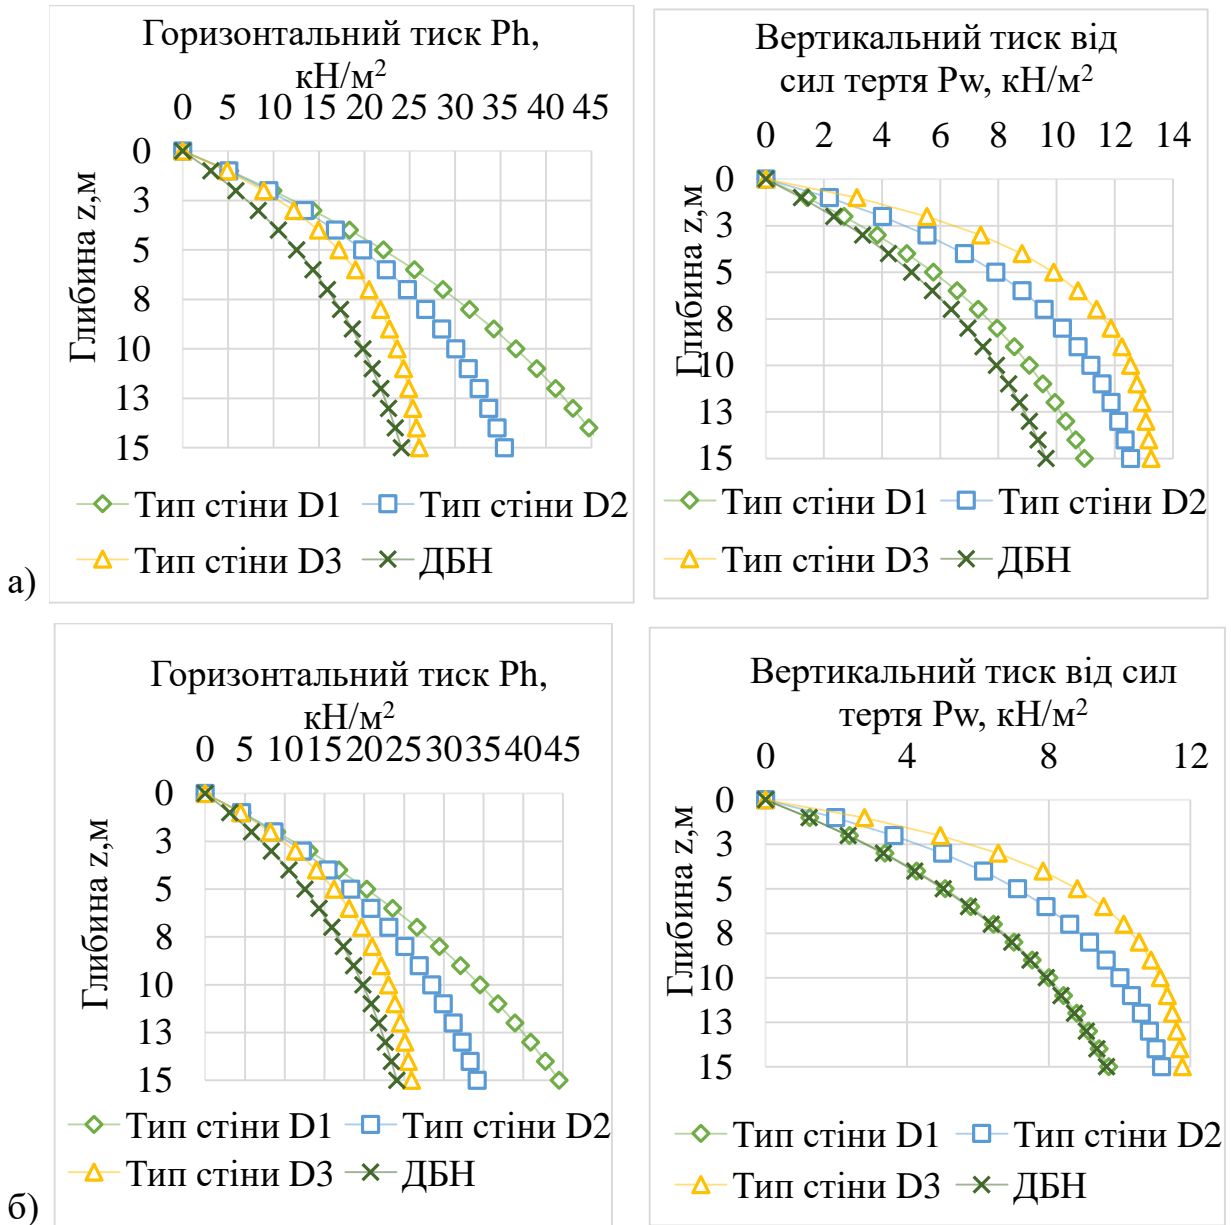 Горизонтальний тиск Ph,
кН/м²
0 5 10 15 20 25 30 35 40 45
Глибина z,м
0
3
5
8
10
13
15
Тип стіни D1 Тип стіни D2
Тип стіни D3 ДБН
а)
Вертикальний тиск від
сил тертя Pw, кН/м²
0 2 4 6 8 10 12 14
Глибина z,м
0
3
5
8
10
13
15
Тип стіни D1 Тип стіни D2
Тип стіни D3 ДБН
Горизонтальний тиск Ph,
кН/м²
0 5 10 15 20 25 30 35 40 45
Глибина z,м
0
3
5
8
10
13
15
Тип стіни D1 Тип стіни D2
Тип стіни D3 ДБН
б)
Вертикальний тиск від сил
тертя Pw, кН/м²
0 4 8 12
Глибина z,м
0
3
5
8
10
13
15
Тип стіни D1 Тип стіни D2
Тип стіни D3 ДБН